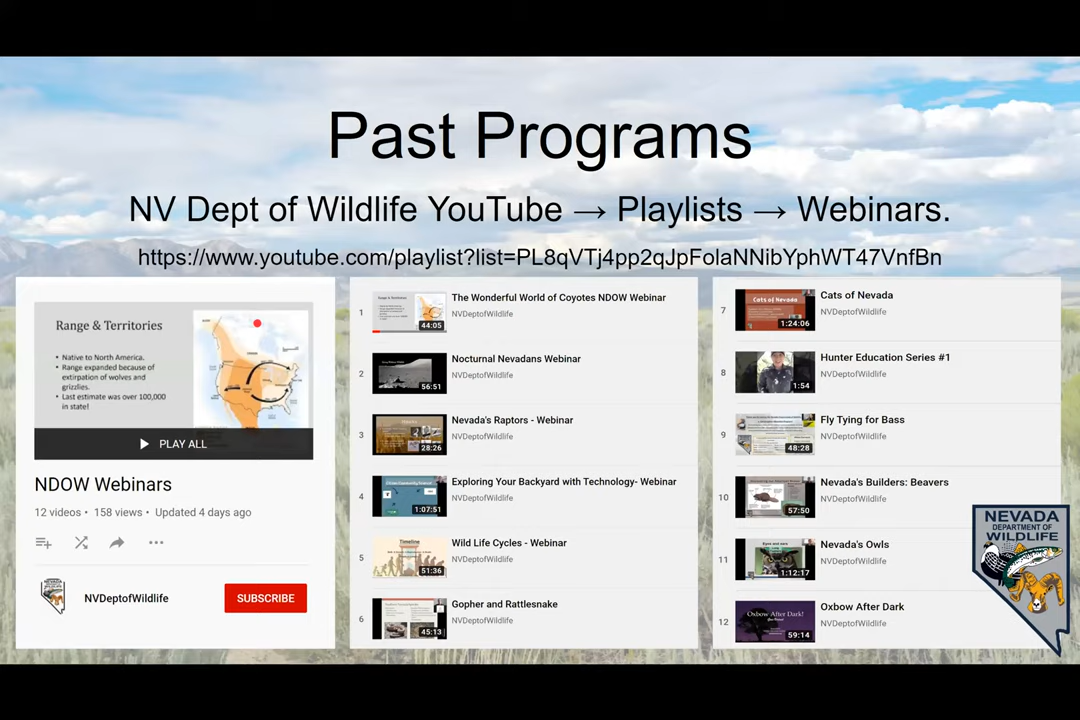 Past Programs
NV Dept of Wildlife YouTube → Playlists → Webinars.
https://www.youtube.com/playlist?list=PL8qVTj4pp2qJpFolaNNibYphWT47VnfBn
Range & Territories
• Native to North America.
• Range expanded because of
extirpation of wolves and
grizzlies.
• Last estimate was over 100,000
in state!
PLAY ALL
NDOW Webinars
12 videos • 158 views • Updated 4 days ago
NVDeptofWildlife
SUBSCRIBE
1
44:05
The Wonderful World of Coyotes NDOW Webinar
NVDeptofWildlife
2
56:51
Nocturnal Nevadans Webinar
NVDeptofWildlife
3
28:26
Nevada's Raptors - Webinar
NVDeptofWildlife
4
1:07:51
Exploring Your Backyard with Technology- Webinar
NVDeptofWildlife
5
Timeline
51:36
Wild Life Cycles - Webinar
NVDeptofWildlife
6
45:13
Gopher and Rattlesnake
NVDeptofWildlife
7
Cats of Nevada
1:24:06
Cats of Nevada
NVDeptofWildlife
8
1:54
Hunter Education Series #1
NVDeptofWildlife
9
48:28
Fly Tying for Bass
NVDeptofWildlife
10
57:50
Nevada's Builders: Beavers
NVDeptofWildlife
11
Eyes and ears
1:12:17
Nevada's Owls
NVDeptofWildlife
12
Oxbow After Dark!
59:14
Oxbow After Dark
NVDeptofWildlife
NEVADA
DEPARTMENT OF
WILDLIFE